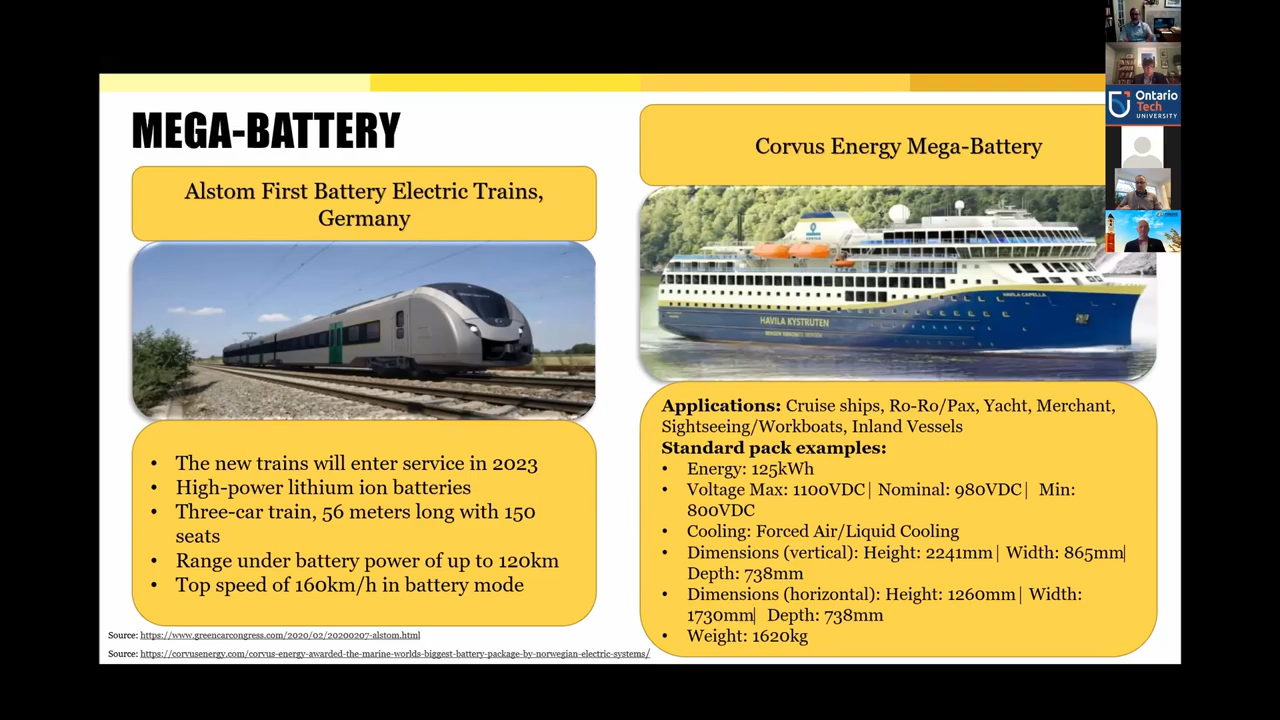 MEGA-BATTERY
Alstom First Battery Electric Trains,
Germany
• The new trains will enter service in 2023
• High-power lithium ion batteries
• Three-car train, 56 meters long with 150
seats
• Range under battery power of up to 120km
• Top speed of 160km/h in battery mode
Source: https://www.greencarcongress.com/2020/02/20200207-alstom.html
Source: https://corvusenergy.com/corvus-energy-awarded-the-marine-worlds-biggest-battery-package-by-norwegian-electric-systems/
Corvus Energy Mega-Battery
HAVILA CAPELLA
HAVILA KYSTRUTEN
Applications: Cruise ships, Ro-Ro/Pax, Yacht, Merchant,
Sightseeing/Workboats, Inland Vessels
Standard pack examples:
• Energy: 125kWh
• Voltage Max: 1100VDC| Nominal: 980VDC| Min:
800VDC
• Cooling: Forced Air/Liquid Cooling
• Dimensions (vertical): Height: 2241mm| Width: 865mm|
Depth: 738mm
• Dimensions (horizontal): Height: 1260mm| Width:
1730mm| Depth: 738mm
• Weight: 1620kg
Ontario
Tech
UNIVERSITY